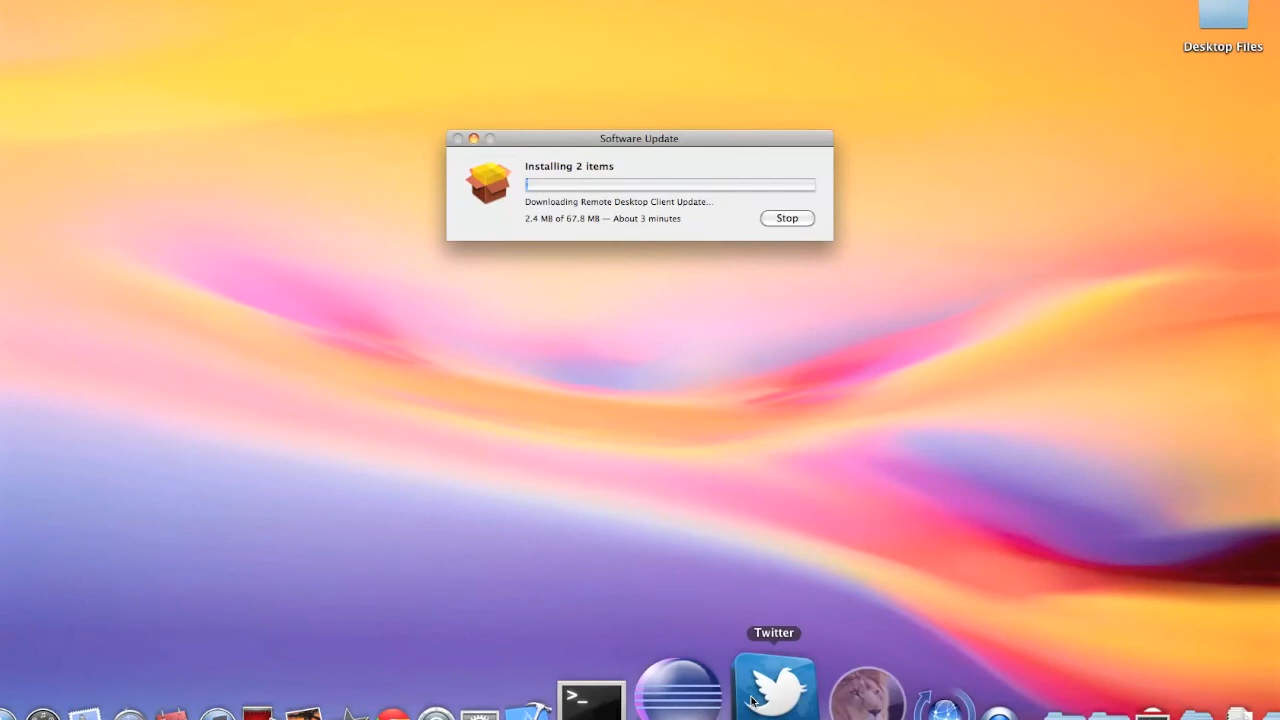 Desktop Files
Software Update
Installing 2 items
Downloading Remote Desktop Client Update...
2.4 MB of 67.8 MB — About 3 minutes
Stop
Twitter
>_